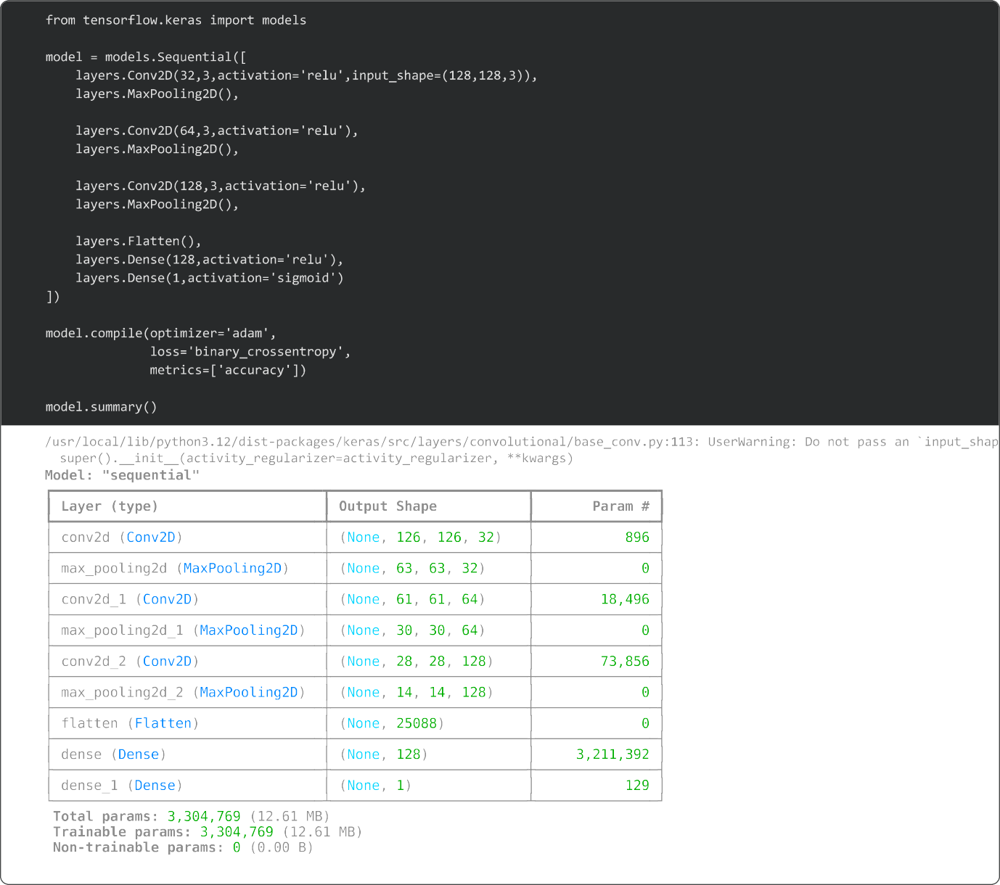 from tensorflow.keras import models
model = models.Sequential([
layers.Conv2D(32,3,activation='relu',input_shape=(128,128,3)),
layers.MaxPooling2D(),
layers.Conv2D(64,3,activation='relu'),
layers.MaxPooling2D(),
layers.Conv2D(128,3,activation='relu'),
layers.MaxPooling2D(),
layers.Flatten(),
layers.Dense(128,activation='relu'),
layers.Dense(1,activation='sigmoid')
])
model.compile(optimizer='adam',
loss='binary_crossentropy',
metrics=['accuracy'])
model.summary()
/usr/local/lib/python3.12/dist-packages/keras/src/layers/convolutional/base_conv.py:113: UserWarning: Do not pass an `input_shap
super().__init__(activity_regularizer=activity_regularizer, **kwargs)
Model: "sequential"
Layer (type) Output Shape Param #
conv2d (Conv2D) (None, 126, 126, 32) 896
max_pooling2d (MaxPooling2D) (None, 63, 63, 32) 0
conv2d_1 (Conv2D) (None, 61, 61, 64) 18,496
max_pooling2d_1 (MaxPooling2D) (None, 30, 30, 64) 0
conv2d_2 (Conv2D) (None, 28, 28, 128) 73,856
max_pooling2d_2 (MaxPooling2D) (None, 14, 14, 128) 0
flatten (Flatten) (None, 25088) 0
dense (Dense) (None, 128) 3,211,392
dense_1 (Dense) (None, 1) 129
Total params: 3,304,769 (12.61 MB)
Trainable params: 3,304,769 (12.61 MB)
Non-trainable params: 0 (0.00 B)